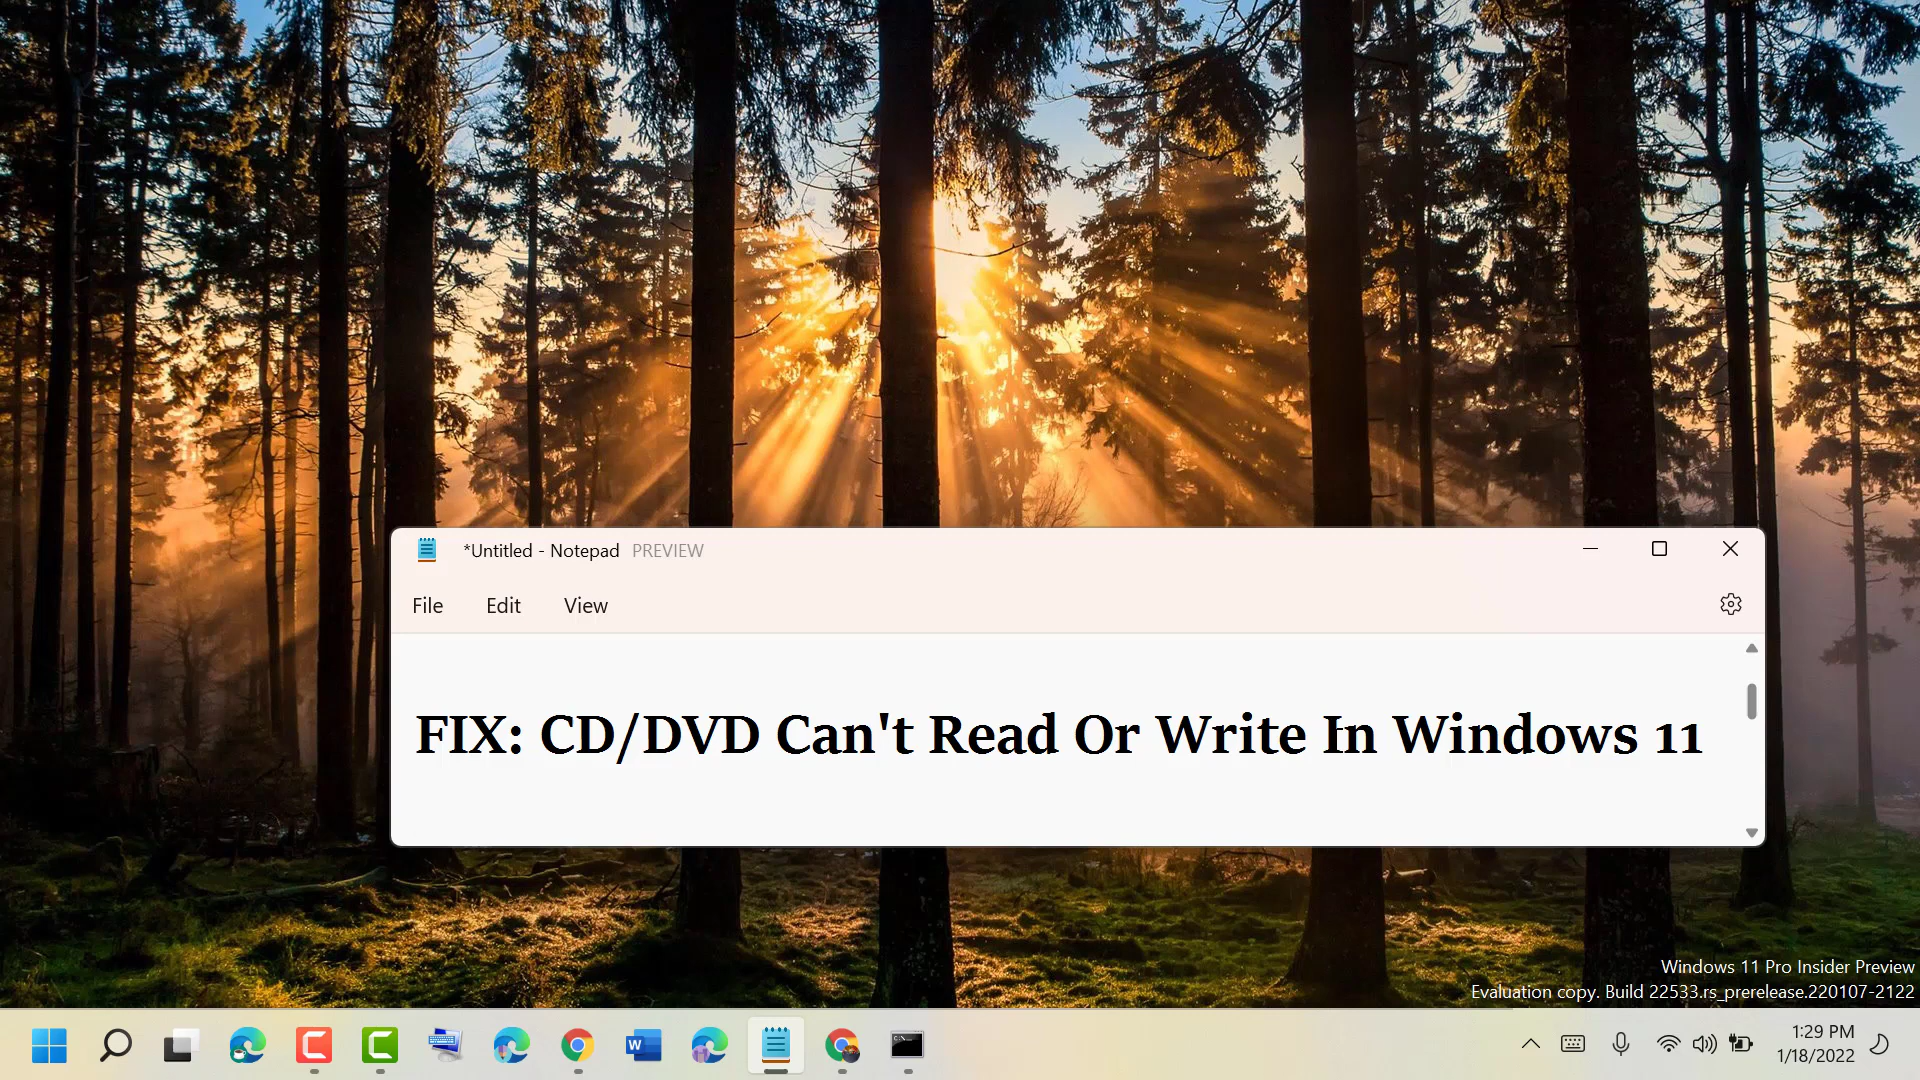 *Untitled - Notepad PREVIEW
File Edit View
FIX: CD/DVD Can't Read Or Write In Windows 11
Windows 11 Pro Insider Preview
Evaluation copy. Build 22533.rs_prerelease.220107-2122
1:29 PM
1/18/2022